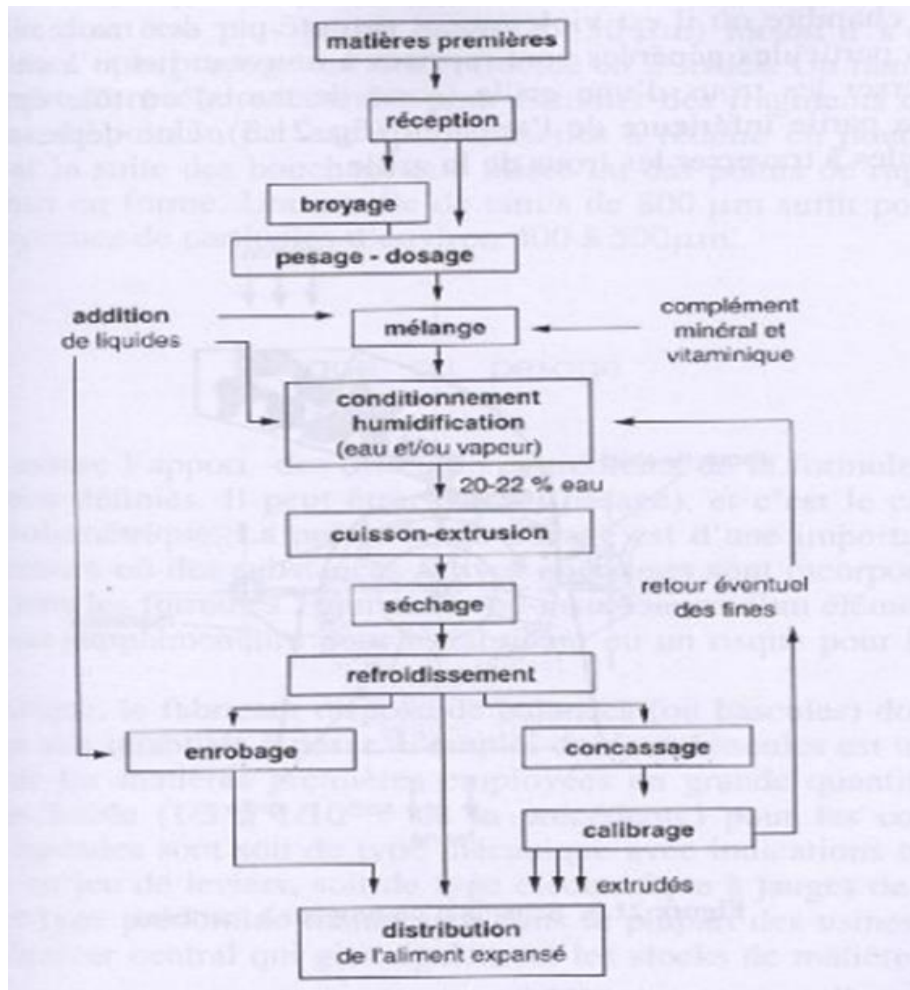 matières premières
réception
broyage
pesage - dosage
addition
de liquides
mélange
complément
minéral et
vitaminique
conditionnement
humidification
(eau et/ou vapeur)
20-22 % eau
cuisson-extrusion
retour éventuel
des fines
séchage
refroidissement
enrobage
concassage
calibrage
extrudés
distribution
de l'aliment expansé